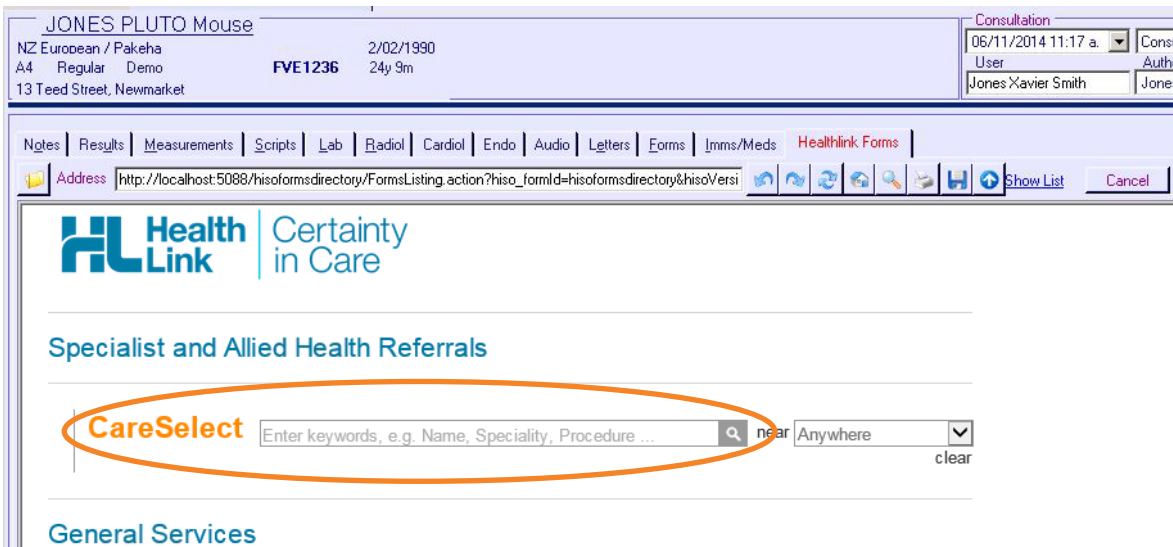 JONES PLUTO Mouse
NZ European / Pakeha 2/02/1990
A4 Regular Demo FVE1236 24y 9m
13 Teed Street, Newmarket
Consultation
06/11/2014 11:17 a.
User
Jones Xavier Smith
Notes Results Measurements Scripts Lab Radiol Cardiol Endo Audio Letters Forms Imms/Meds Healthlink Forms
Address http://localhost:5088/hisoformsdirectory/FormsListing.action?hiso_formId=hisoformsdirectory&hisoVersi Show List Cancel
HL Health Link
Certainty in Care
Specialist and Allied Health Referrals
CareSelect Enter keywords, e.g. Name, Speciality, Procedure ... near Anywhere
clear
General Services